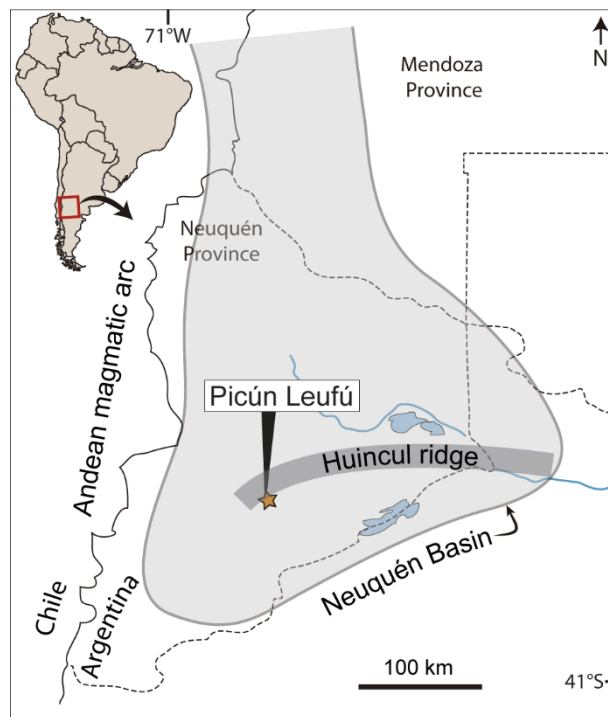 71°W
N
Mendoza
Province
Neuquén
Province
Andean magmatic arc
Picún Leufú
Huincul ridge
Neuquén Basin
Chile
Argentina
100 km
41°S